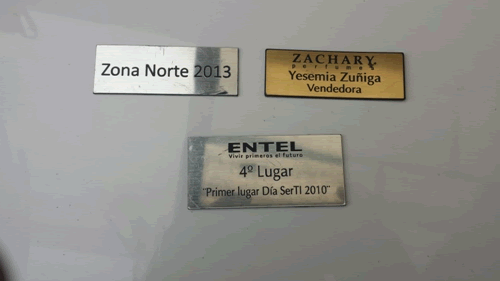 Zona Norte 2013
ZACHARY
perfumes
Yesemia Zuñiga
Vendedora
ENTEL
Vivir primeros el futuro
4º Lugar
"Primer lugar Día SerTI 2010"